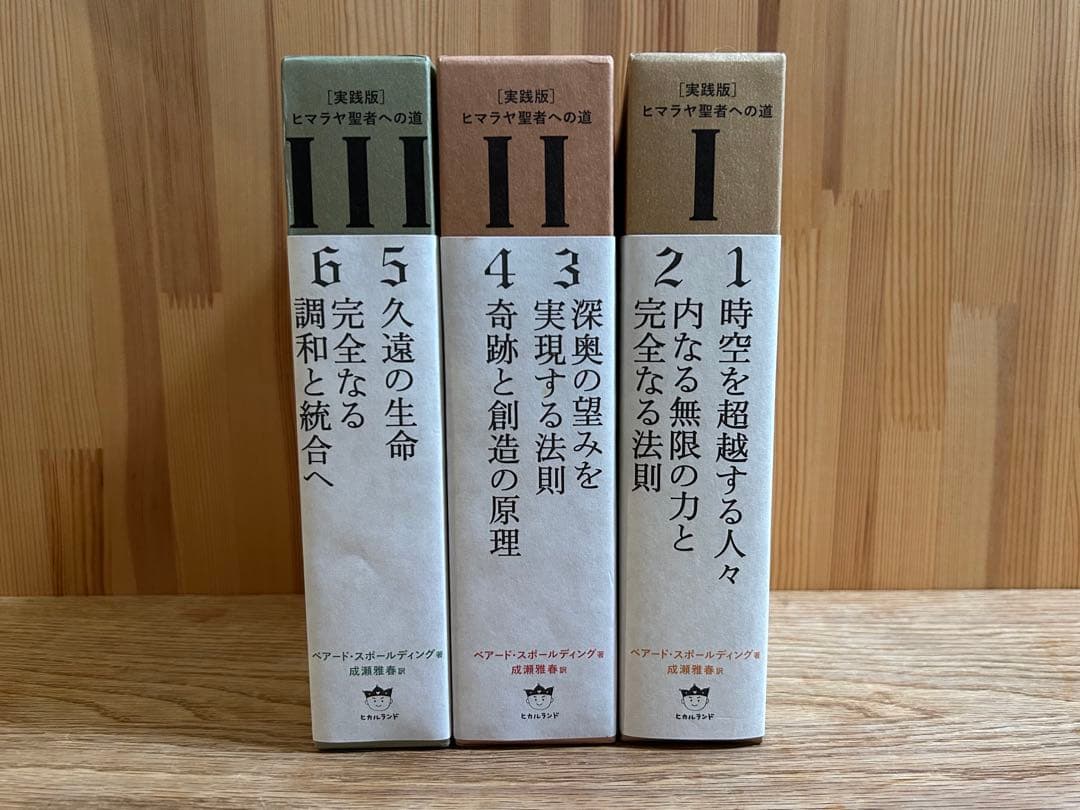 [実践版]
ヒマラヤ聖者への道
III
5
久遠の生命
6
完全なる
調和と統合へ
ベアード・スポールディング著
成瀬雅春訳
ヒカルランド
[実践版]
ヒマラヤ聖者への道
II
3
深奥の望みを
実現する法則
4
奇跡と創造の原理
ベアード・スポールディング著
成瀬雅春訳
ヒカルランド
[実践版]
ヒマラヤ聖者への道
I
1
時空を超越する人々
2
内なる無限の力と
完全なる法則
ベアード・スポールディング著
成瀬雅春訳
ヒカルランド